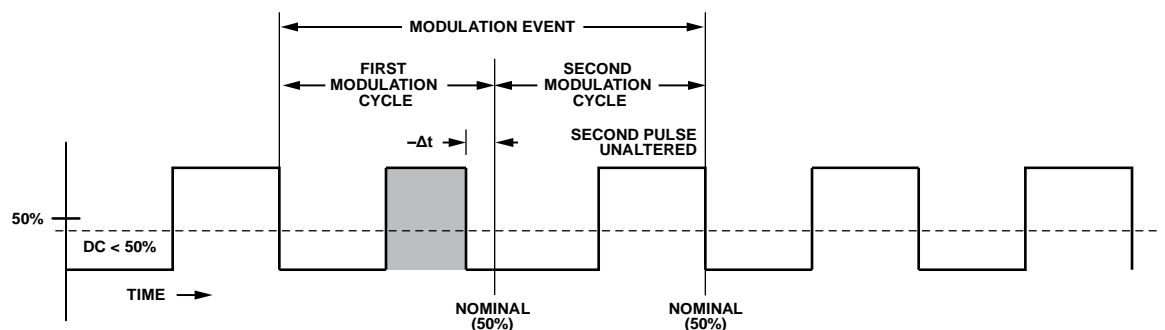 MODULATION EVENT
FIRST
MODULATION
CYCLE
SECOND
MODULATION
CYCLE
–Δt
SECOND PULSE
UNALTERED
50%
DC < 50%
TIME
NOMINAL
(50%)
NOMINAL
(50%)